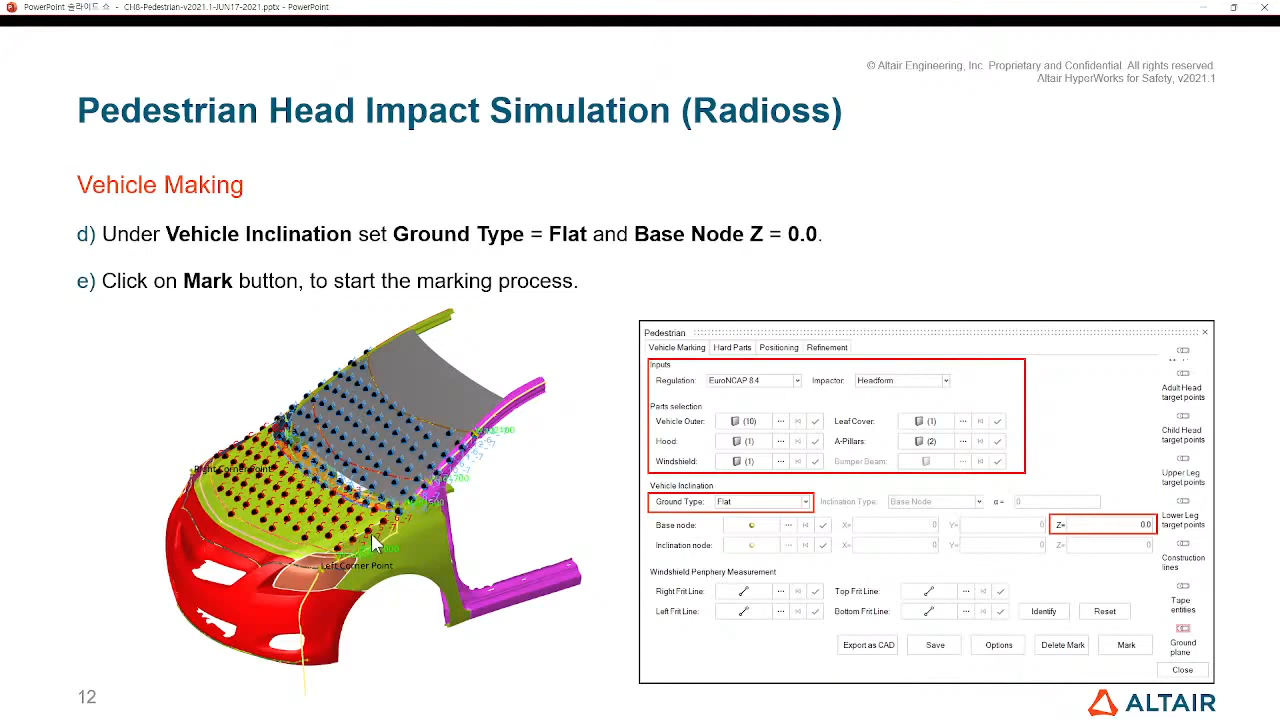 PowerPoint 슬라이드 쇼 - CH8-Pedestrian-v2021.1-JUN17-2021.pptx - PowerPoint
© Altair Engineering, Inc. Proprietary and Confidential. All rights reserved.
Altair HyperWorks for Safety, v2021.1
Pedestrian Head Impact Simulation (Radioss)
Vehicle Making
d) Under Vehicle Inclination set Ground Type = Flat and Base Node Z = 0.0.
e) Click on Mark button, to start the marking process.
Right Corner Point
Left Corner Point
Pedestrian
Vehicle Marking Hard Parts Positioning Refinement
Inputs
Regulation: EuroNCAP 8.4 Impactor: Headform
Parts selection
Vehicle Outer: (10) ... Leaf Cover: (1) ...
Hood: (1) ... A-Pillars: (2) ...
Windshield: (1) ... Bumper Beam: ...
Vehicle Inclination
Ground Type: Flat Inclination Type: Base Node α = 0
Base node: ... X= 0 Y= 0 Z= 0.0
Inclination node: ... X= 0 Y= 0 Z= 0
Windshield Periphery Measurement
Right Frit Line: ... Top Frit Line: ...
Left Frit Line: ... Bottom Frit Line: ... Identify Reset
Export as CAD Save Options Delete Mark Mark
Adult Head
target points
Child Head
target points
Upper Leg
target points
Lower Leg
target points
Construction
lines
Tape
entities
Ground
plane
Close
12
ALTAIR